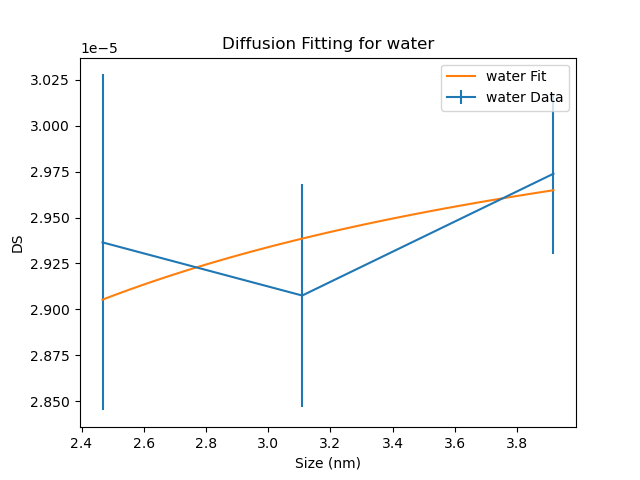 Diffusion Fitting for water
1e−5
water Fit
water Data
3.025
3.000
2.975
2.950
2.925
2.900
2.875
2.850
DS
2.4 2.6 2.8 3.0 3.2 3.4 3.6 3.8
Size (nm)